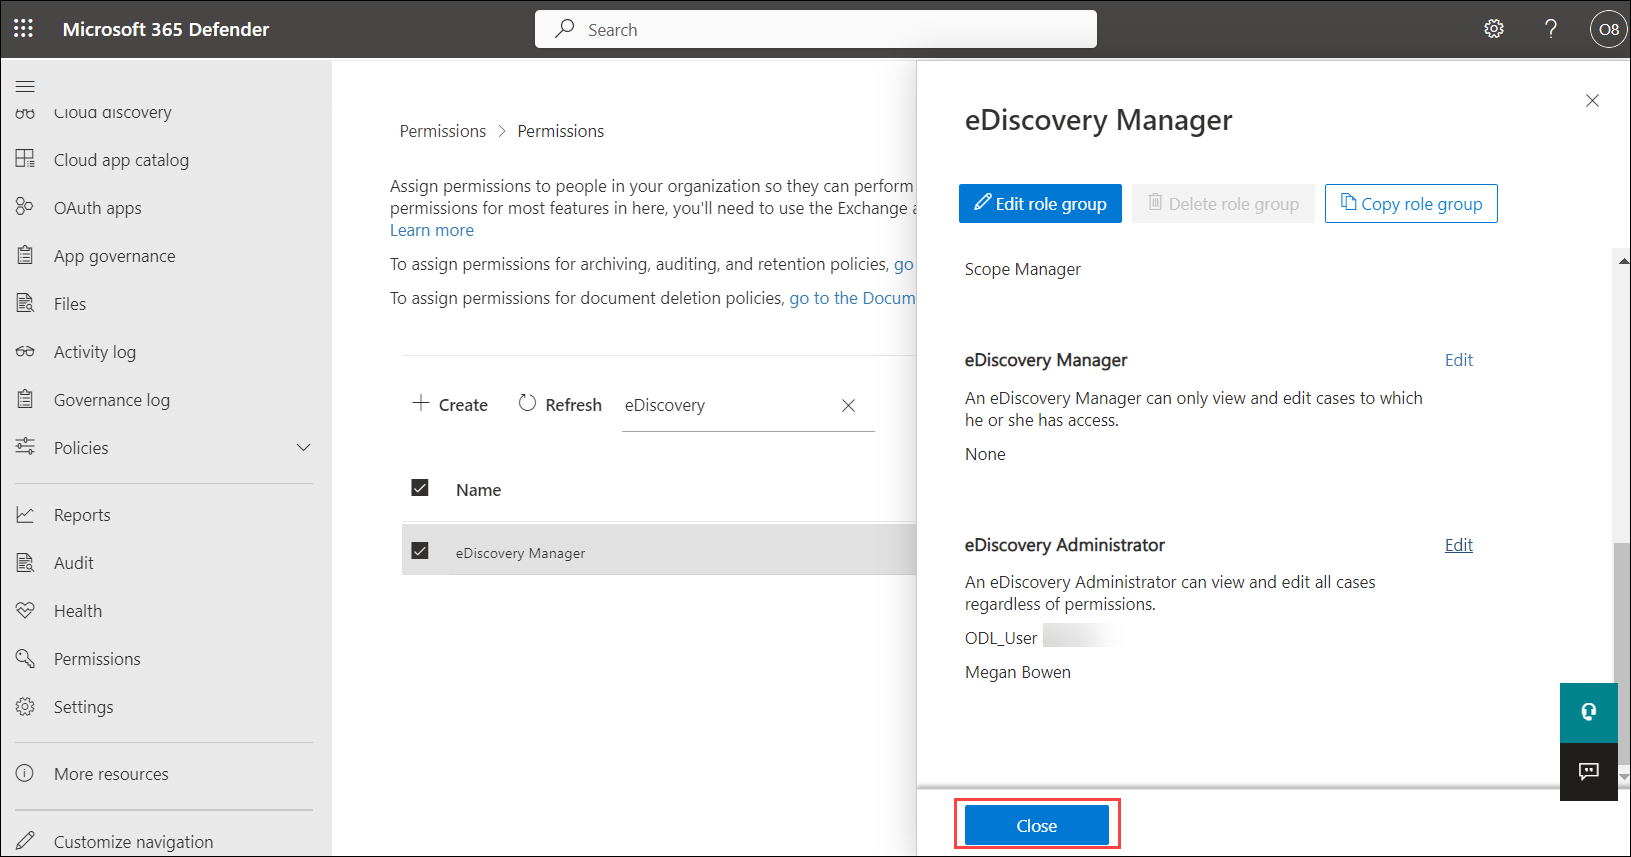 Microsoft 365 Defender
Search
?
O8
Cloud discovery
Cloud app catalog
OAuth apps
App governance
Files
Activity log
Governance log
Policies
Reports
Audit
Health
Permissions
Settings
More resources
Customize navigation
Permissions > Permissions
Assign permissions to people in your organization so they can perform
permissions for most features in here, you'll need to use the Exchange a
Learn more
To assign permissions for archiving, auditing, and retention policies, go
To assign permissions for document deletion policies, go to the Docum
Create Refresh eDiscovery
Name
eDiscovery Manager
eDiscovery Manager
Edit role group Delete role group Copy role group
Scope Manager
eDiscovery Manager Edit
An eDiscovery Manager can only view and edit cases to which
he or she has access.
None
eDiscovery Administrator Edit
An eDiscovery Administrator can view and edit all cases
regardless of permissions.
ODL_User
Megan Bowen
Close